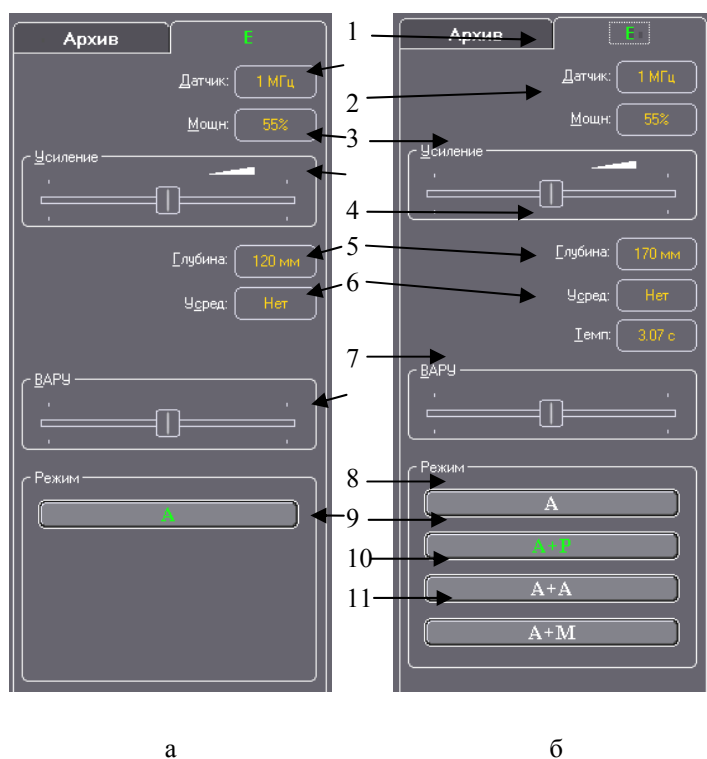 Архив E
Датчик: 1 МГц
Мощн: 55%
Усиление
Глубина: 120 мм
Усред: Нет
ВАРУ
Режим
A
1
2
3
4
5
6
7
8
9
10
11
Архив E
Датчик: 1 МГц
Мощн: 55%
Усиление
Глубина: 170 мм
Усред: Нет
Темп: 3.07 с
ВАРУ
Режим
A
A+P
A+A
A+M
а
б